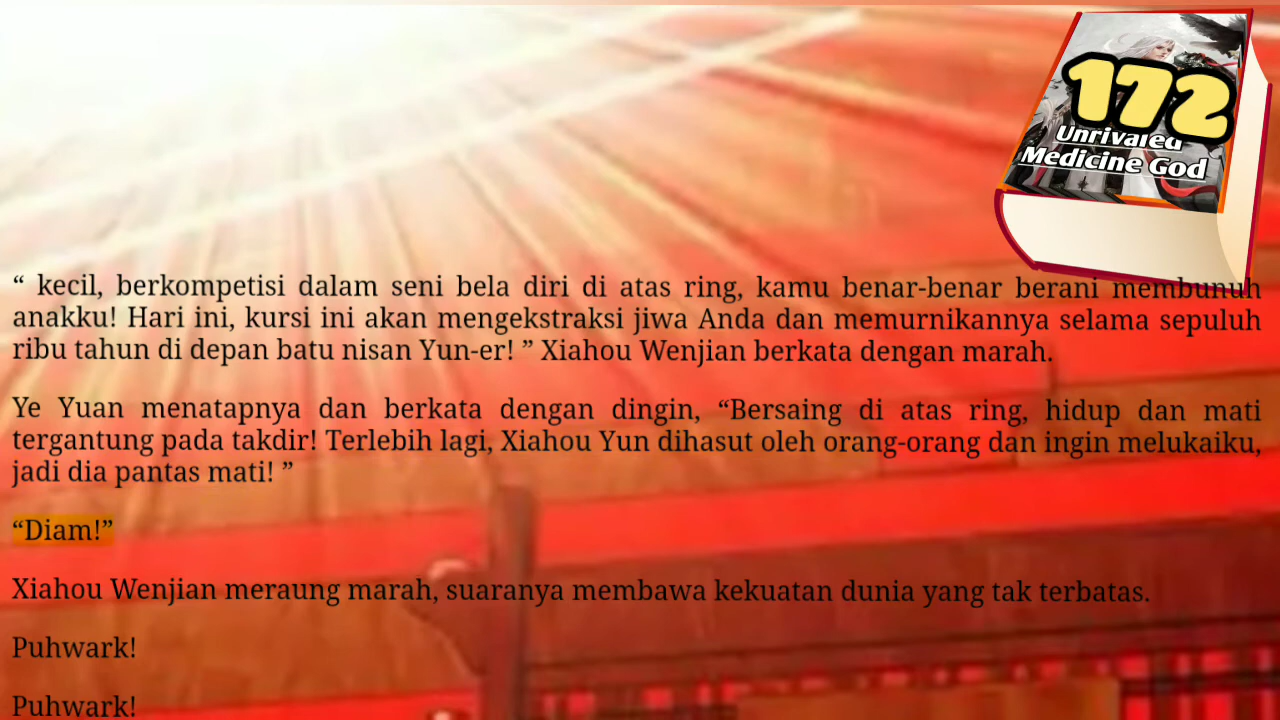 172
Unrivaled
Medicine God
“ kecil, berkompetisi dalam seni bela diri di atas ring, kamu benar-benar berani membunuh
anakku! Hari ini, kursi ini akan mengekstraksi jiwa Anda dan memurnikannya selama sepuluh
ribu tahun di depan batu nisan Yun-er! ” Xiahou Wenjian berkata dengan marah.
Ye Yuan menatapnya dan berkata dengan dingin, “Bersaing di atas ring, hidup dan mati
tergantung pada takdir! Terlebih lagi, Xiahou Yun dihasut oleh orang-orang dan ingin melukaiku,
jadi dia pantas mati! ”
“Diam!”
Xiahou Wenjian meraung marah, suaranya membawa kekuatan dunia yang tak terbatas.
Puhwark!
Puhwark!